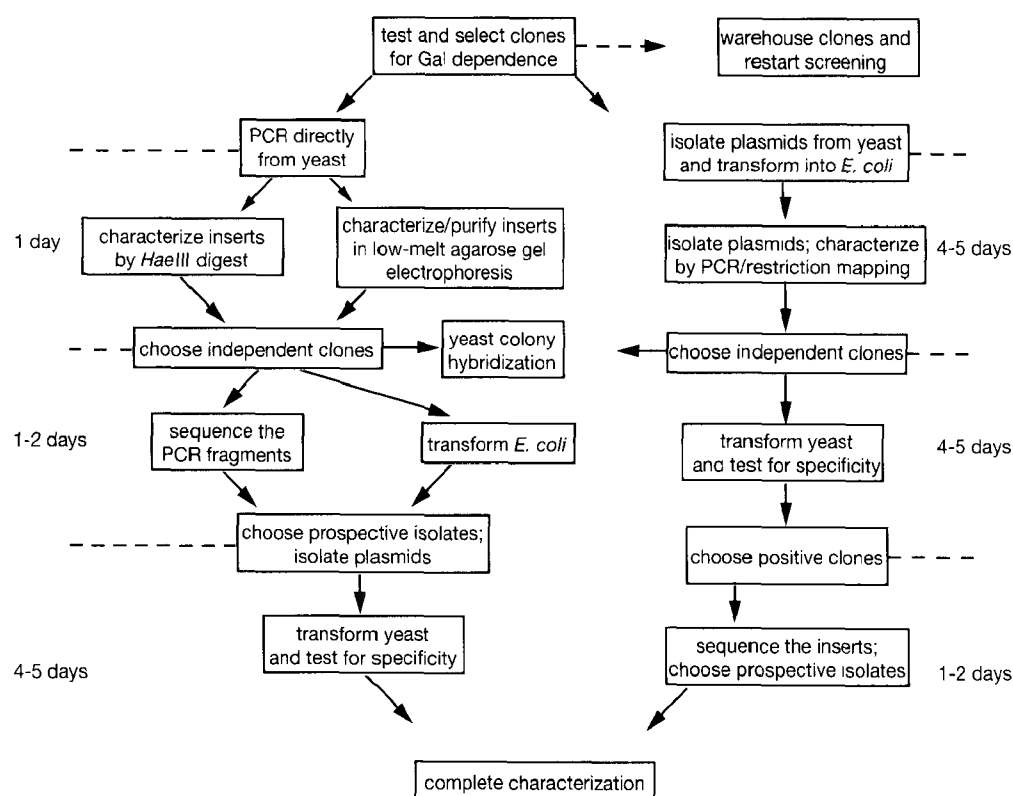 test and select clones
for Gal dependence
warehouse clones and
restart screening
PCR directly
from yeast
isolate plasmids from yeast
and transform into E. coli
1 day
characterize inserts
by HaeIII digest
characterize/purify inserts
in low-melt agarose gel
electrophoresis
isolate plasmids; characterize
by PCR/restriction mapping
4-5 days
choose independent clones
yeast colony
hybridization
choose independent clones
1-2 days
sequence the
PCR fragments
transform E. coli
transform yeast
and test for specificity
4-5 days
choose prospective isolates;
isolate plasmids
choose positive clones
4-5 days
transform yeast
and test for specificity
sequence the inserts;
choose prospective isolates
1-2 days
complete characterization